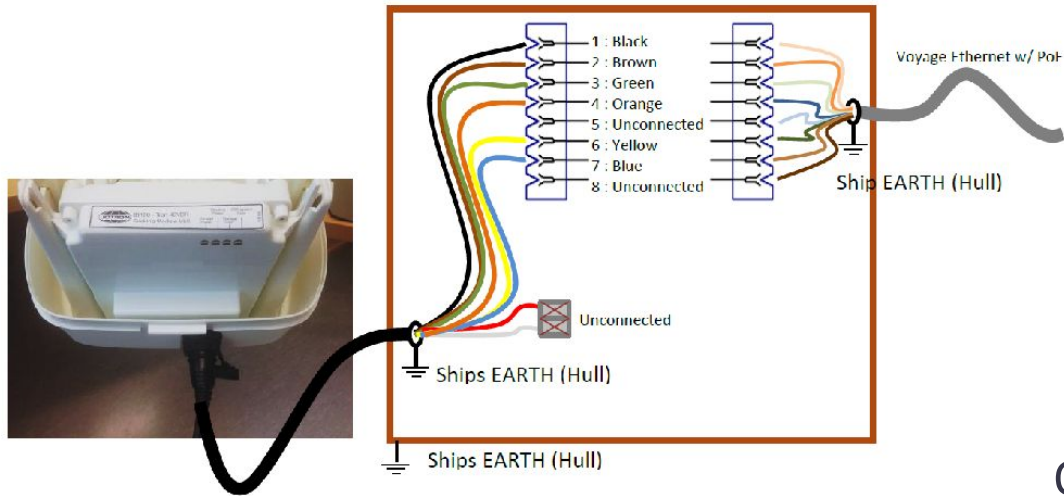 1 : Black
2 : Brown
3 : Green
4 : Orange
5 : Unconnected
6 : Yellow
7 : Blue
8 : Unconnected
Voyage Ethernet w/ PoE
Ship EARTH (Hull)
Unconnected
Ships EARTH (Hull)
Ships EARTH (Hull)